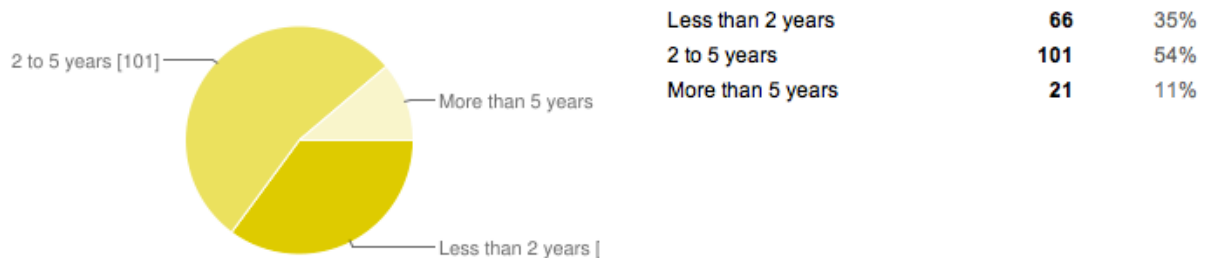 2 to 5 years [101]
More than 5 years
Less than 2 years [
Less than 2 years 66 35%
2 to 5 years 101 54%
More than 5 years 21 11%